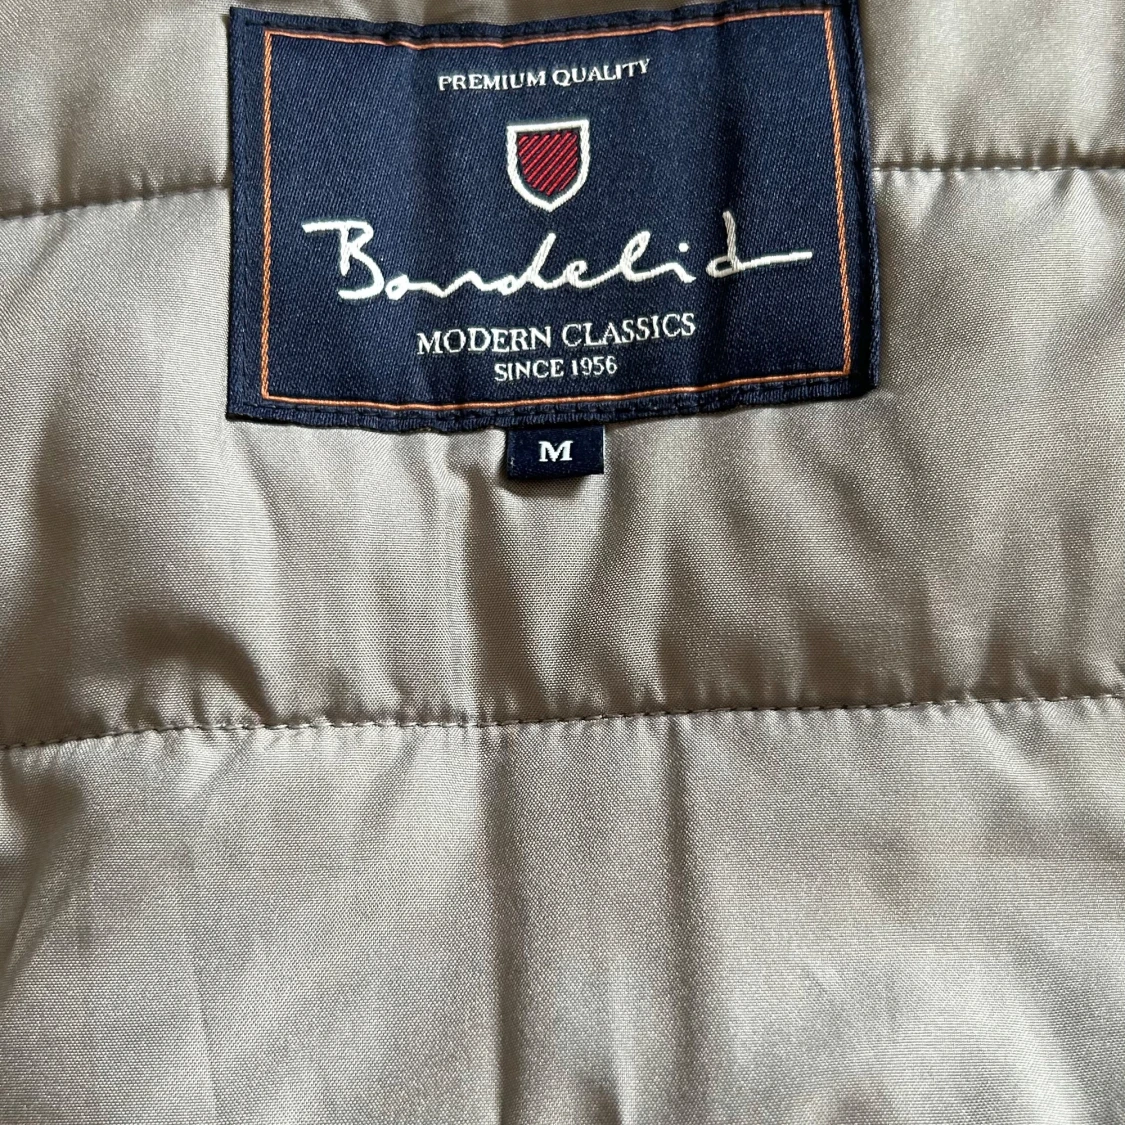 PREMIUM QUALITY
Bondelid
MODERN CLASSICS
SINCE 1956
M